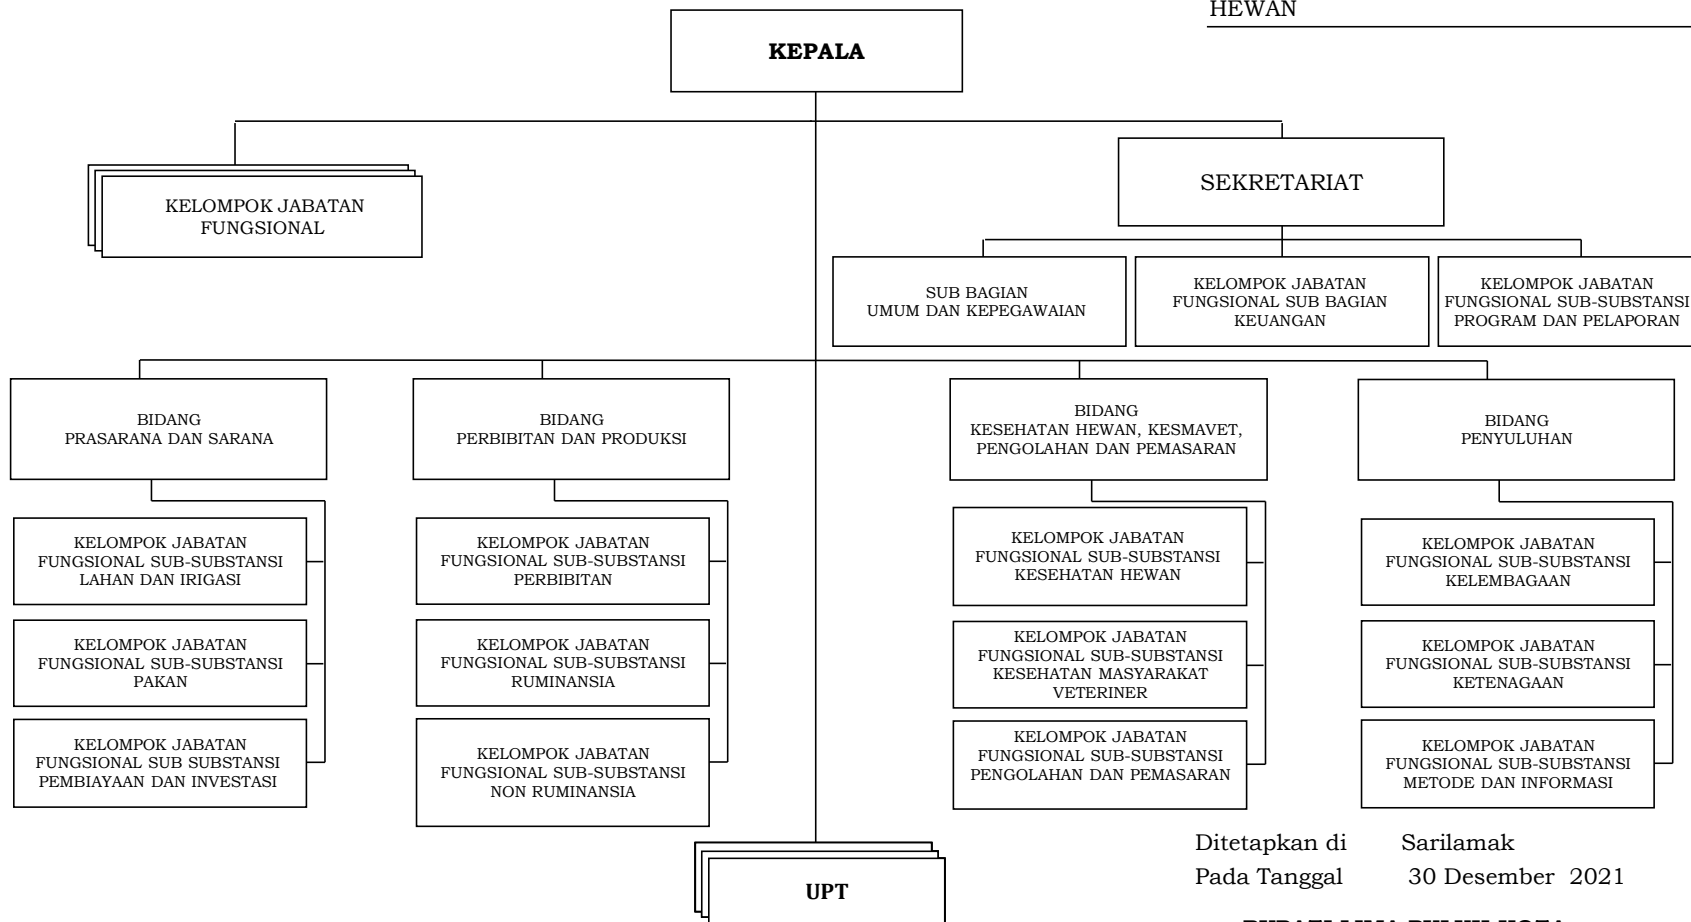 HEWAN
KEPALA
KELOMPOK JABATAN
FUNGSIONAL
SEKRETARIAT
SUB BAGIAN
UMUM DAN KEPEGAWAIAN
KELOMPOK JABATAN
FUNGSIONAL SUB BAGIAN
KEUANGAN
KELOMPOK JABATAN
FUNGSIONAL SUB-SUBSTANSI
PROGRAM DAN PELAPORAN
BIDANG
PRASARANA DAN SARANA
BIDANG
PERBIBITAN DAN PRODUKSI
BIDANG
KESEHATAN HEWAN, KESMAVET,
PENGOLAHAN DAN PEMASARAN
BIDANG
PENYULUHAN
KELOMPOK JABATAN
FUNGSIONAL SUB-SUBSTANSI
LAHAN DAN IRIGASI
KELOMPOK JABATAN
FUNGSIONAL SUB-SUBSTANSI
PERBIBITAN
KELOMPOK JABATAN
FUNGSIONAL SUB-SUBSTANSI
KESEHATAN HEWAN
KELOMPOK JABATAN
FUNGSIONAL SUB-SUBSTANSI
KELEMBAGAAN
KELOMPOK JABATAN
FUNGSIONAL SUB-SUBSTANSI
PAKAN
KELOMPOK JABATAN
FUNGSIONAL SUB-SUBSTANSI
RUMINANSIA
KELOMPOK JABATAN
FUNGSIONAL SUB-SUBSTANSI
KESEHATAN MASYARAKAT
VETERINER
KELOMPOK JABATAN
FUNGSIONAL SUB-SUBSTANSI
KETENAGAAN
KELOMPOK JABATAN
FUNGSIONAL SUB SUBSTANSI
PEMBIAYAAN DAN INVESTASI
KELOMPOK JABATAN
FUNGSIONAL SUB-SUBSTANSI
NON RUMINANSIA
KELOMPOK JABATAN
FUNGSIONAL SUB-SUBSTANSI
PENGOLAHAN DAN PEMASARAN
KELOMPOK JABATAN
FUNGSIONAL SUB-SUBSTANSI
METODE DAN INFORMASI
UPT
Ditetapkan di Sarilamak
Pada Tanggal 30 Desember 2021